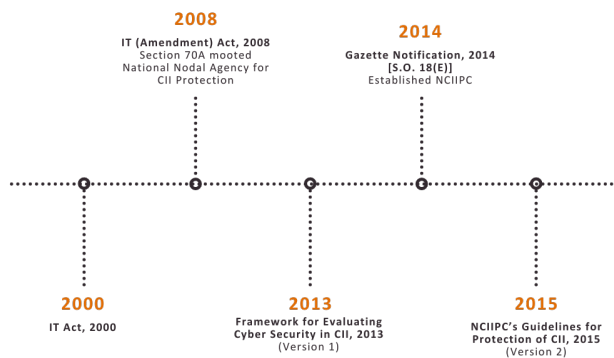 2008
IT (Amendment) Act, 2008
Section 70A mooted
National Nodal Agency for
CII Protection
2014
Gazette Notification, 2014
[S.O. 18(E)]
Established NCIIPC
2000
IT Act, 2000
2013
Framework for Evaluating
Cyber Security in CII, 2013
(Version 1)
2015
NCIIPC's Guidelines for
Protection of CII, 2015
(Version 2)